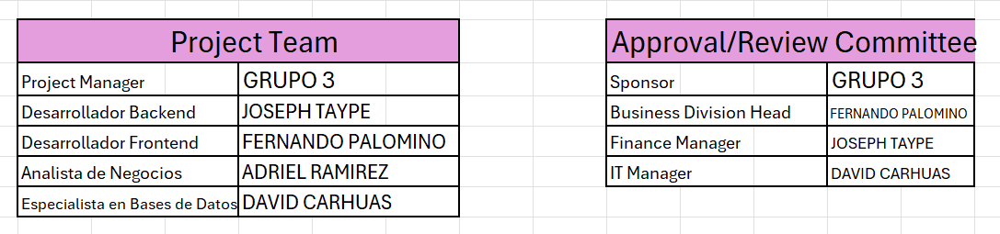 Project Team
Project Manager GRUPO 3
Desarrollador Backend JOSEPH TAYPE
Desarrollador Frontend FERNANDO PALOMINO
Analista de Negocios ADRIEL RAMIREZ
Especialista en Bases de Datos DAVID CARHUAS
Approval/Review Committee
Sponsor GRUPO 3
Business Division Head FERNANDO PALOMINO
Finance Manager JOSEPH TAYPE
IT Manager DAVID CARHUAS